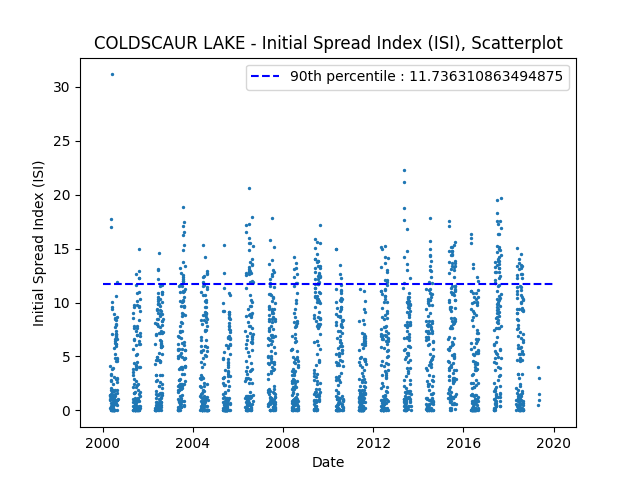 COLDSCAUR LAKE - Initial Spread Index (ISI), Scatterplot
90th percentile : 11.736310863494875
Initial Spread Index (ISI)
30
25
20
15
10
5
0
2000 2004 2008 2012 2016 2020
Date